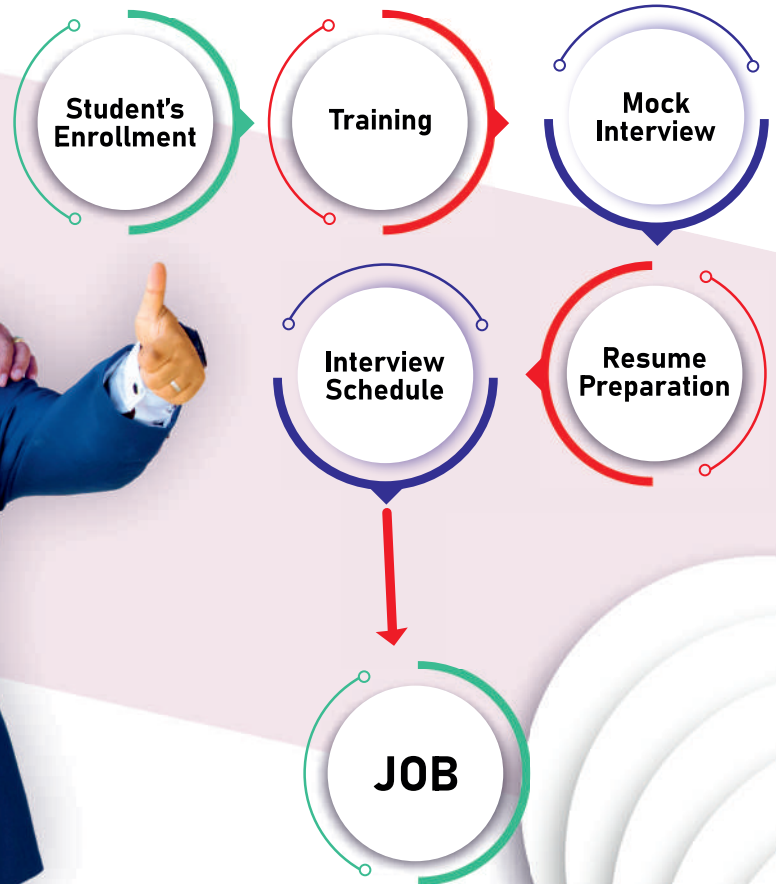 Student's
Enrollment
Training
Mock
Interview
Resume
Preparation
Interview
Schedule
JOB